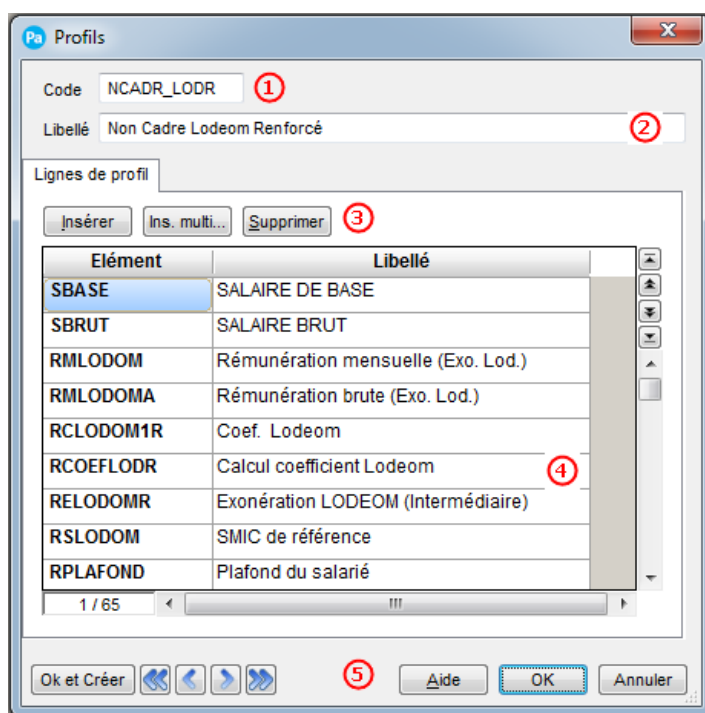 Pa Profils X
Code NCADR_LODR 1
Libellé Non Cadre Lodeom Renforcé 2
Lignes de profil
Insérer Ins. multi... Supprimer 3
Elément Libellé
SBASE SALAIRE DE BASE
SBRUT SALAIRE BRUT
RMLODOM Rémunération mensuelle (Exo. Lod.)
RMLODOMA Rémunération brute (Exo. Lod.)
RCLODOM1R Coef. Lodeom
RCOEFLODR Calcul coefficient Lodeom 4
RELODOMR Exonération LODEOM (Intermédiaire)
RSLODOM SMIC de référence
RPLAFOND Plafond du salarié
1 / 65
Ok et Créer 5 Aide OK Annuler